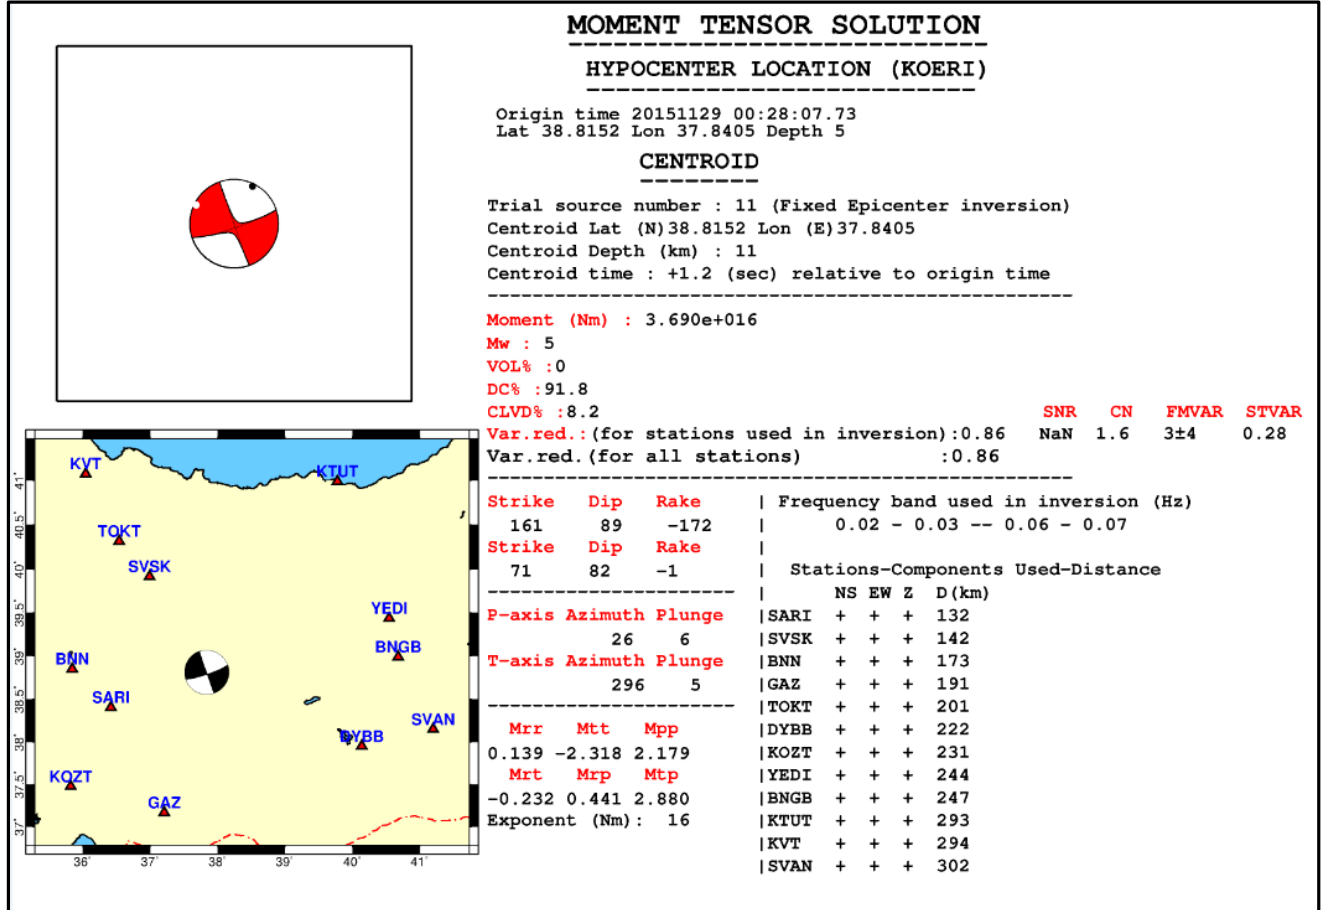 MOMENT TENSOR SOLUTION
HYPOCENTER LOCATION (KOERI)
Origin time 20151129 00:28:07.73
Lat 38.8152 Lon 37.8405 Depth 5
CENTROID
Trial source number : 11 (Fixed Epicenter inversion)
Centroid Lat (N)38.8152 Lon (E)37.8405
Centroid Depth (km) : 11
Centroid time : +1.2 (sec) relative to origin time
Moment (Nm) : 3.690e+016
Mw : 5
VOL% :0
DC% :91.8
CLVD% :8.2 SNR CN FMVAR STVAR
Var.red.:(for stations used in inversion):0.86 NaN 1.6 3±4 0.28
Var.red.(for all stations) :0.86
Strike Dip Rake | Frequency band used in inversion (Hz)
161 89 -172 | 0.02 - 0.03 -- 0.06 - 0.07
Strike Dip Rake |
71 82 -1 | Stations-Components Used-Distance
| NS EW Z D(km)
P-axis Azimuth Plunge |SARI + + + 132
26 6 |SVSK + + + 142
T-axis Azimuth Plunge |BNN + + + 173
296 5 |GAZ + + + 191
|TOKT + + + 201
Mrr Mtt Mpp |DYBB + + + 222
0.139 -2.318 2.179 |KOZT + + + 231
Mrt Mrp Mtp |YEDI + + + 244
-0.232 0.441 2.880 |BNGB + + + 247
Exponent (Nm): 16 |KTUT + + + 293
|KVT + + + 294
|SVAN + + + 302
KVT
KTUT
TOKT
SVSK
YEDI
BNGB
BNN
SARI
SVAN
DYBB
KOZT
GAZ
41°
40.5°
40°
39.5°
39°
38.5°
38°
37.5°
37°
36° 37° 38° 39° 40° 41°